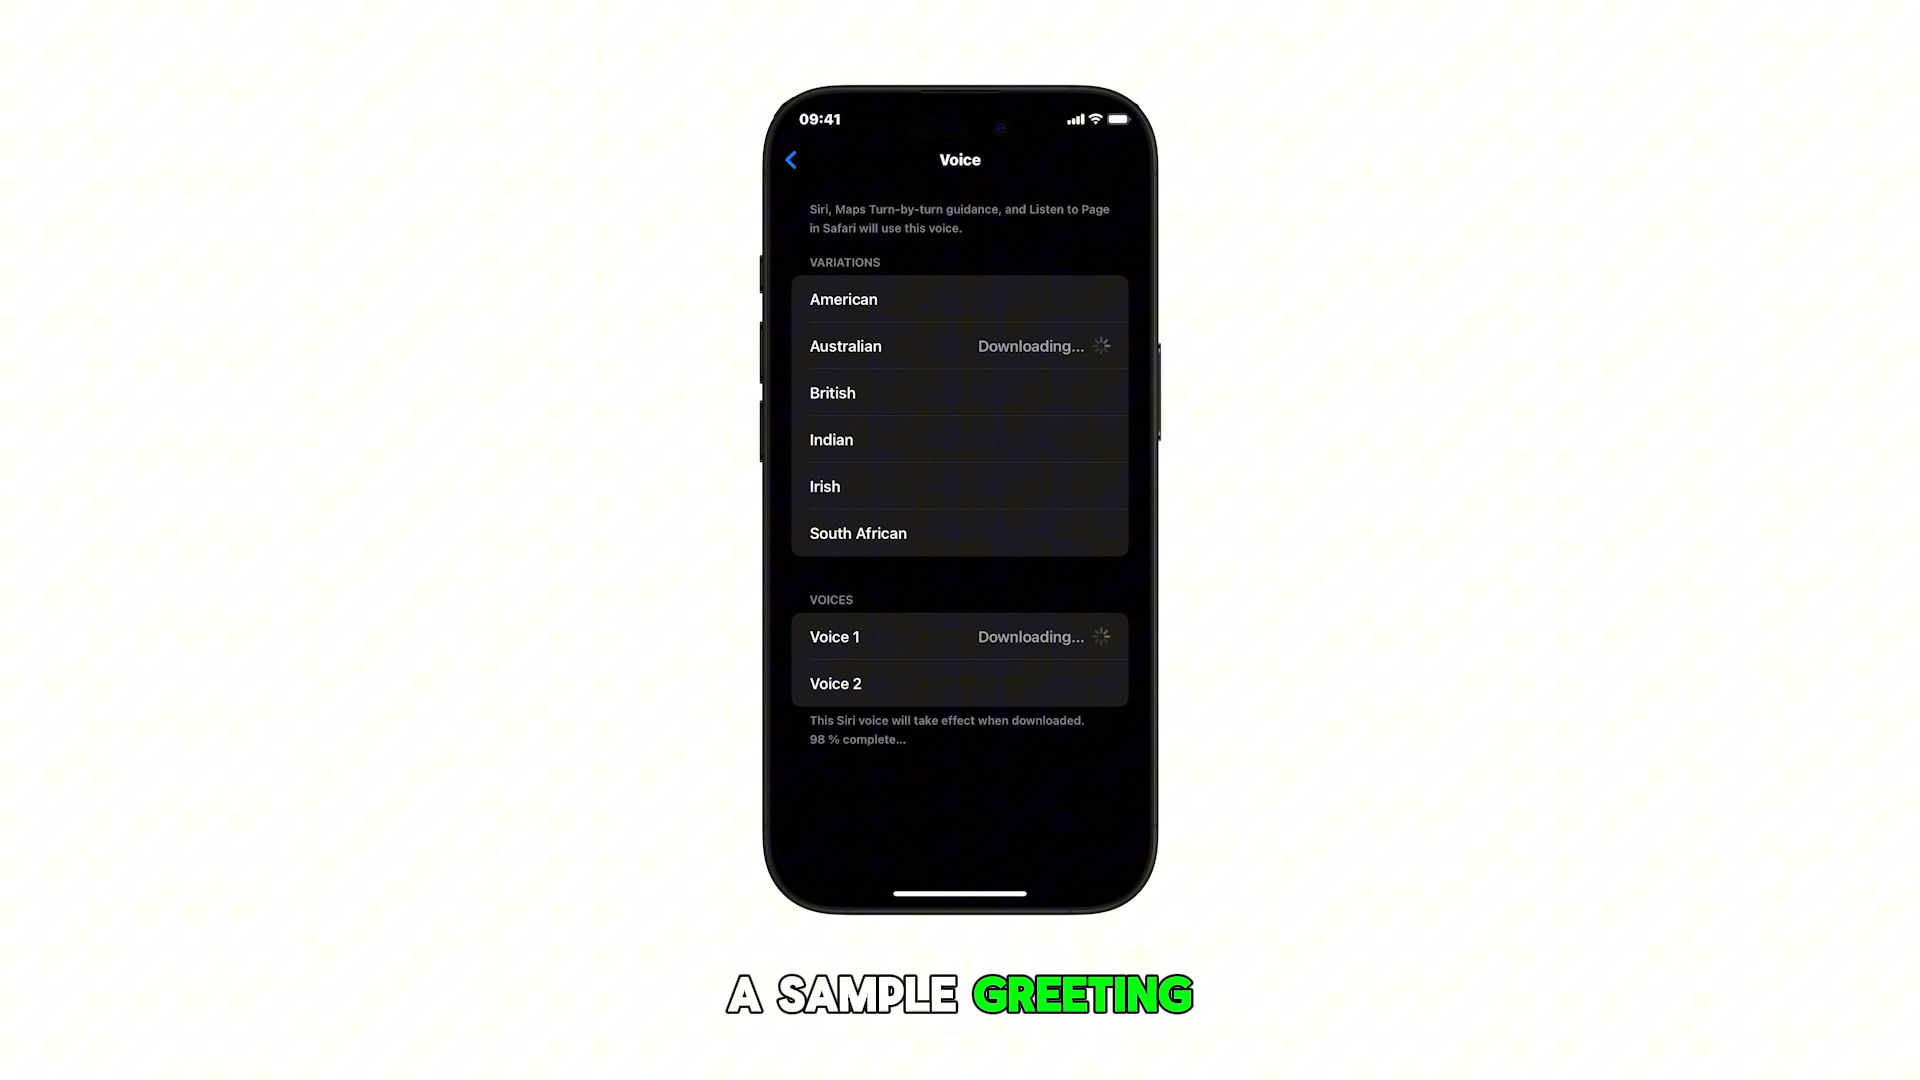 09:41
Voice
Siri, Maps Turn-by-turn guidance, and Listen to Page
in Safari will use this voice.
VARIATIONS
American
Australian Downloading...
British
Indian
Irish
South African
VOICES
Voice 1 Downloading...
Voice 2
This Siri voice will take effect when downloaded.
98 % complete...
A SAMPLE GREETING